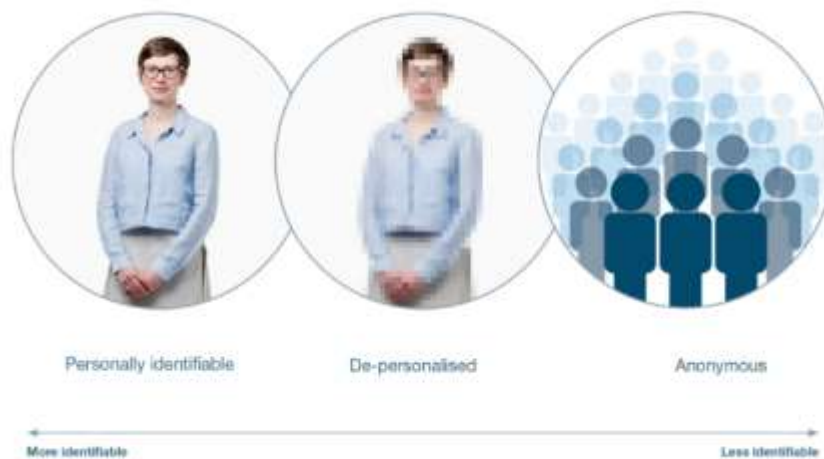 Personally identifiable
De-personalised
Anonymous
More identifiable
Less identifiable